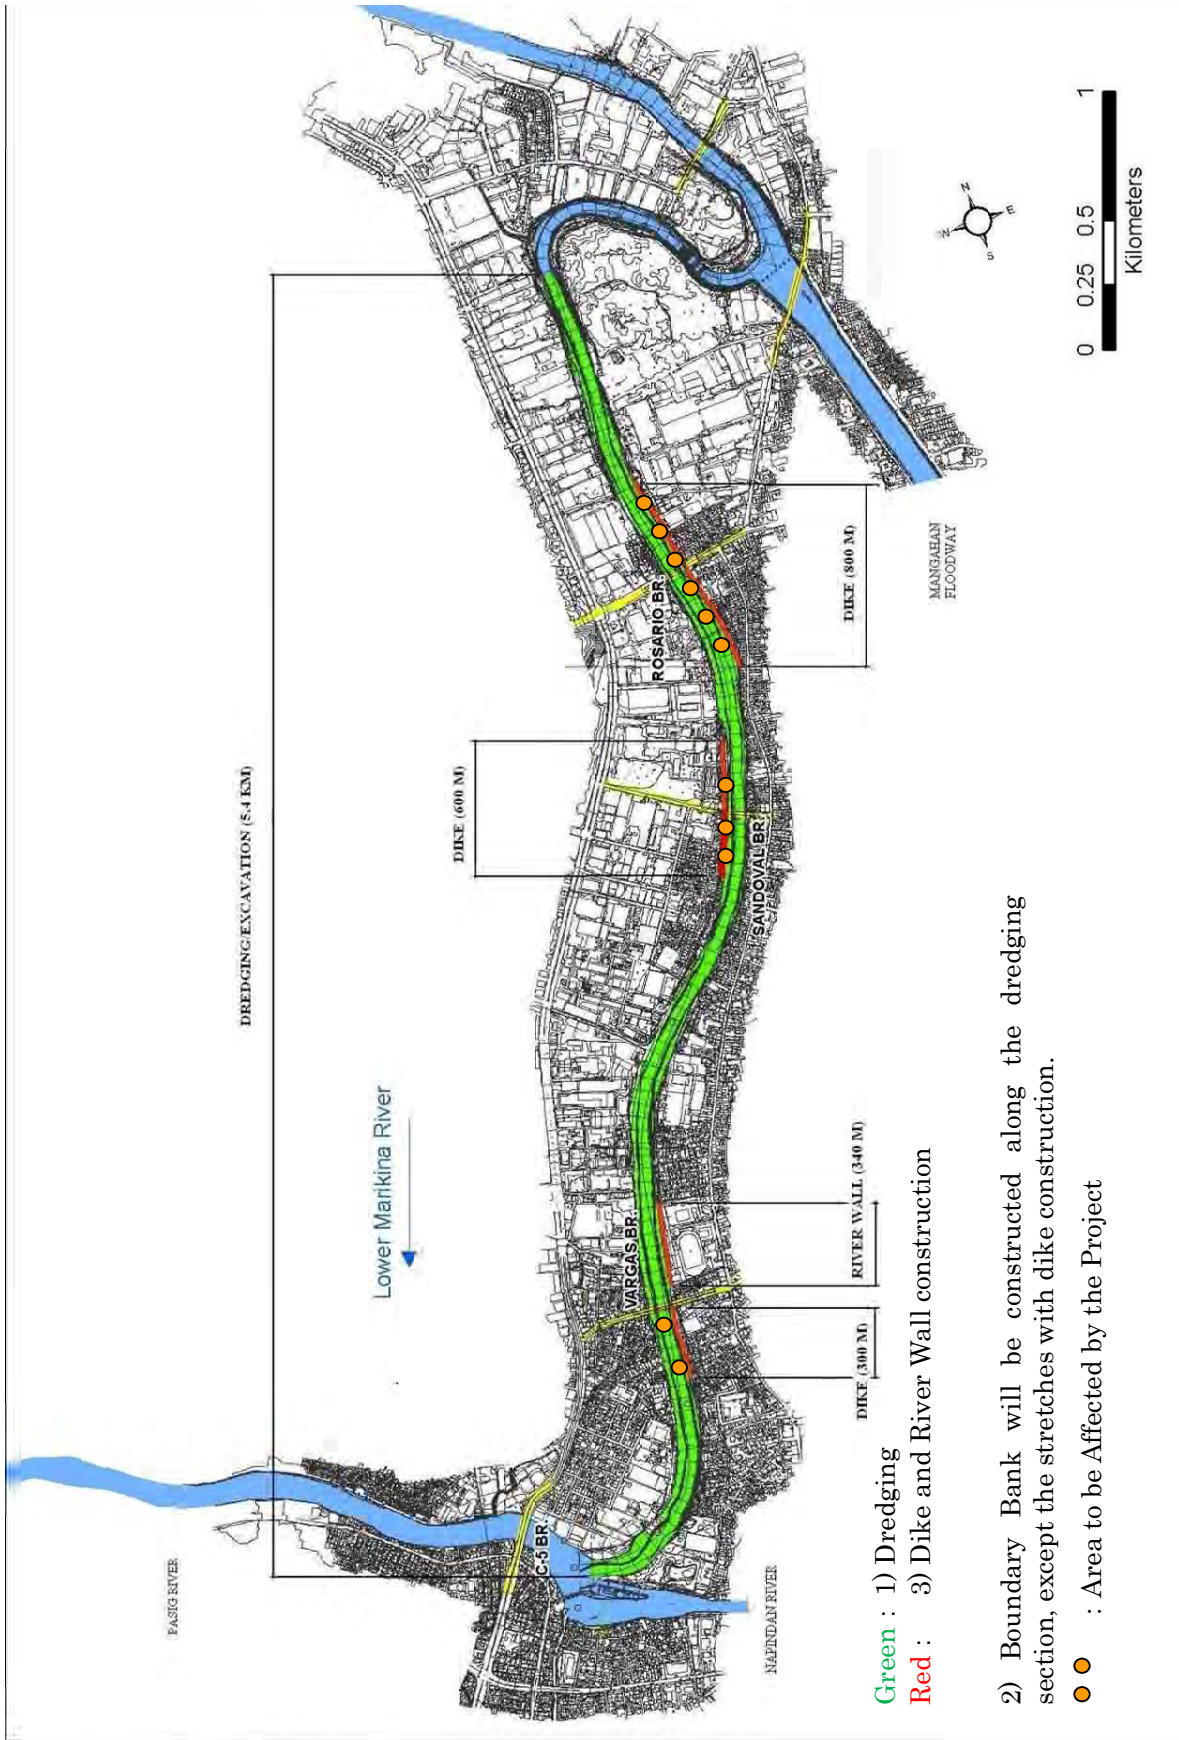 DREDGING/EXCAVATION (5.4 KM)
Lower Marikina River
DIKE (600 M)
PASIG RIVER
C-5 BR.
VARGAS BR.
SANDOVAL BR.
ROSARIO BR.
NAPINDAN RIVER
DIKE (300 M)
RIVER WALL (340 M)
DIKE (800 M)
MANGAHAN
FLOODWAY
N
N
E
S
0 0.25 0.5 1
Kilometers
Green : 1) Dredging
Red : 3) Dike and River Wall construction
2) Boundary Bank will be constructed along the dredging
section, except the stretches with dike construction.
: Area to be Affected by the Project